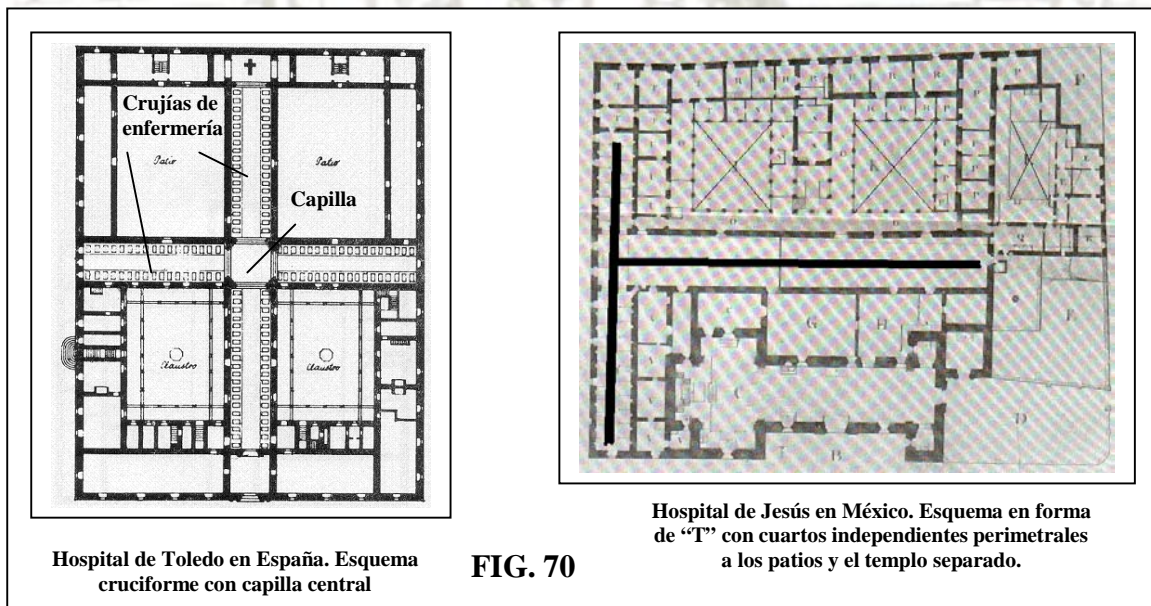 Crujías de
enfermería
Patio
Patio
Capilla
Claustro
Claustro
Hospital de Toledo en España. Esquema
cruciforme con capilla central
FIG. 70
G
H
C
B
D
E
F
Hospital de Jesús en México. Esquema en forma
de “T” con cuartos independientes perimetrales
a los patios y el templo separado.